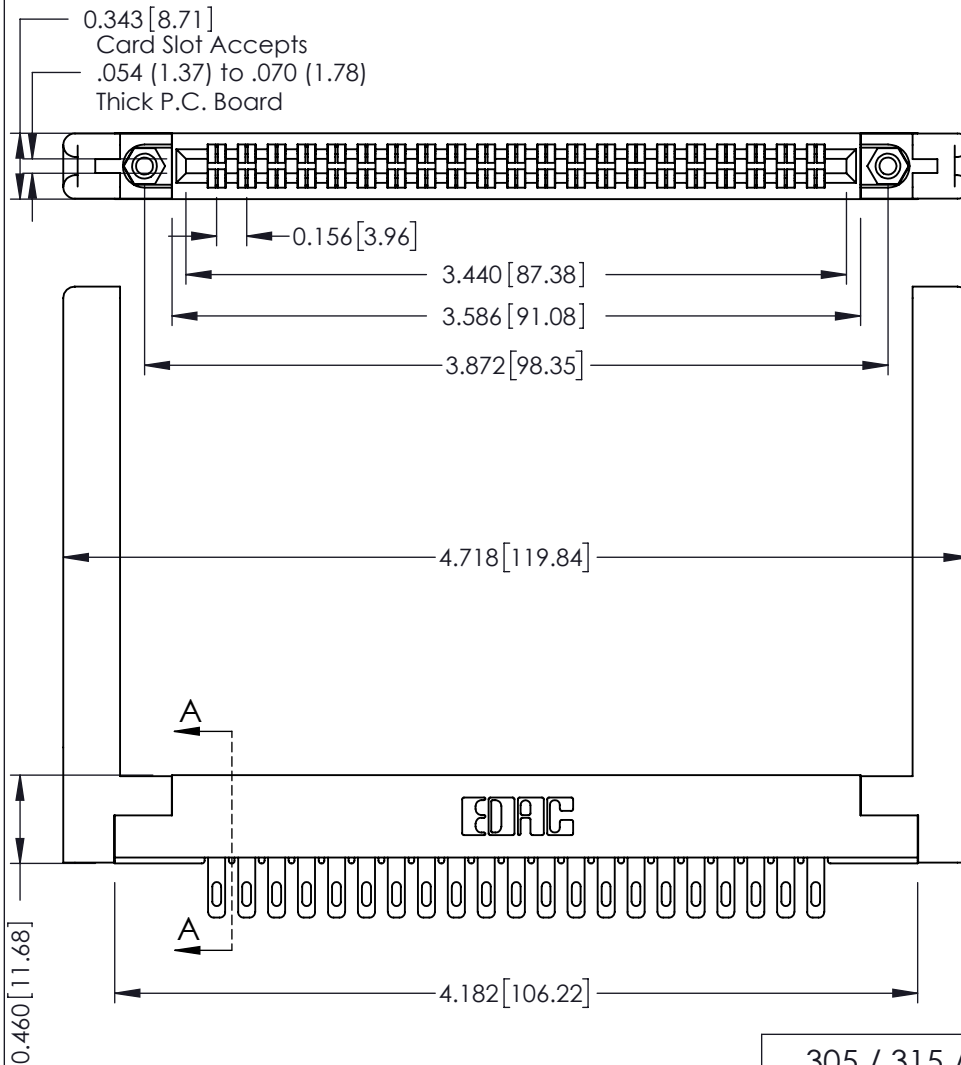 0.343[8.71]
Card Slot Accepts
.054 (1.37) to .070 (1.78)
Thick P.C. Board
0.156[3.96]
3.440[87.38]
3.586[91.08]
3.872[98.35]
4.718[119.84]
A
EDAC
A
0.460[11.68]
4.182[106.22]
305 / 315 /